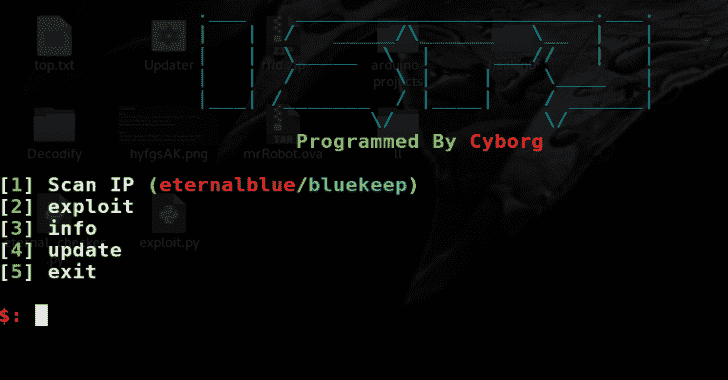 top.txt
Updater
arduino
projects
Decodify
hyfgsAK.png
mrRobot.ova
Programmed By Cyborg
[1] Scan IP (eternalblue/bluekeep)
[2] exploit
[3] info
[4] update
[5] exit
exploit.py
$: